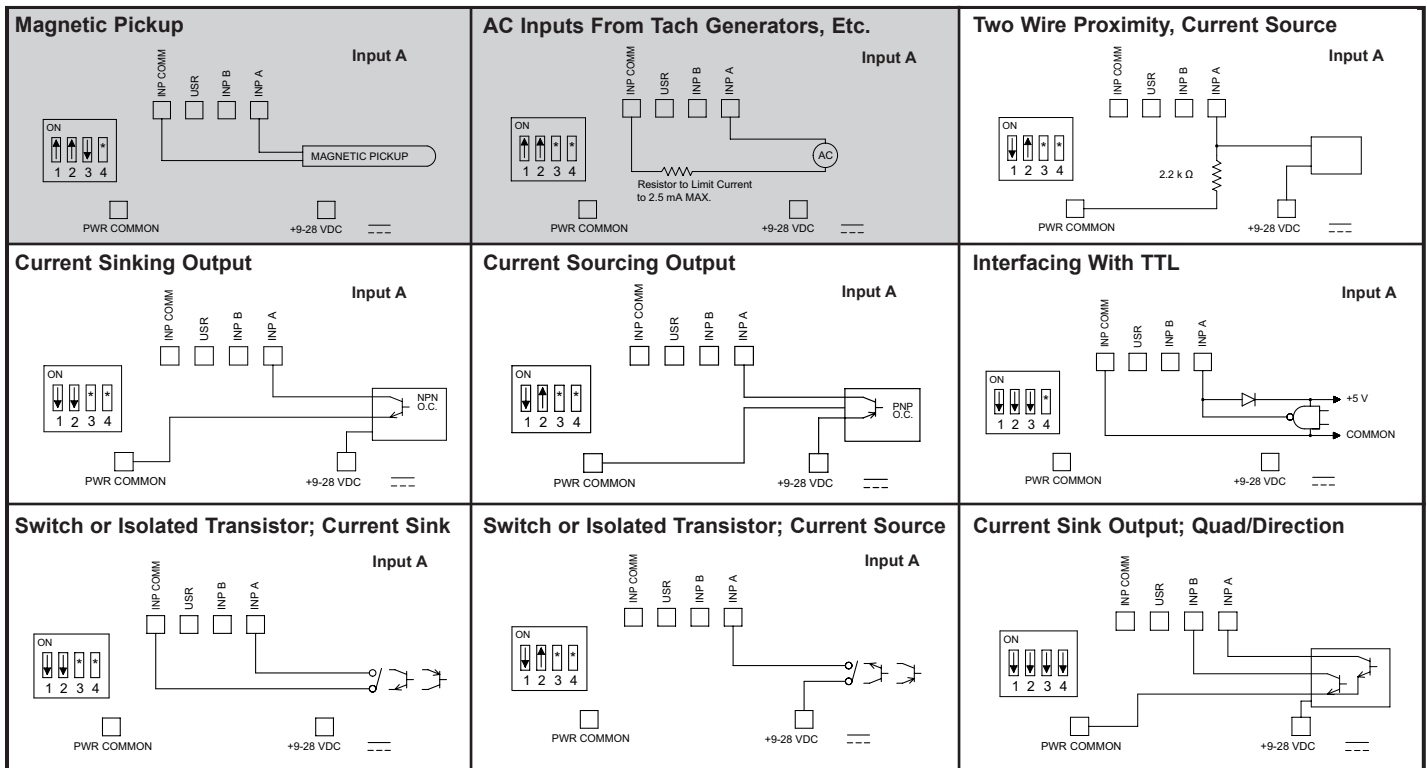 Magnetic Pickup
Input A
INP COMM
USR
INP B
INP A
ON
*
1 2 3 4
MAGNETIC PICKUP
PWR COMMON
+9-28 VDC
AC Inputs From Tach Generators, Etc.
Input A
INP COMM
USR
INP B
INP A
ON
* *
1 2 3 4
AC
Resistor to Limit Current
to 2.5 mA MAX.
PWR COMMON
+9-28 VDC
Two Wire Proximity, Current Source
Input A
INP COMM
USR
INP B
INP A
ON
* *
1 2 3 4
2.2 k Ω
PWR COMMON
+9-28 VDC
Current Sinking Output
Input A
INP COMM
USR
INP B
INP A
ON
* *
1 2 3 4
NPN
O.C.
PWR COMMON
+9-28 VDC
Current Sourcing Output
Input A
INP COMM
USR
INP B
INP A
ON
* *
1 2 3 4
PNP
O.C.
PWR COMMON
+9-28 VDC
Interfacing With TTL
Input A
INP COMM
USR
INP B
INP A
ON
*
1 2 3 4
+5 V
COMMON
PWR COMMON
+9-28 VDC
Switch or Isolated Transistor; Current Sink
Input A
INP COMM
USR
INP B
INP A
ON
* *
1 2 3 4
PWR COMMON
+9-28 VDC
Switch or Isolated Transistor; Current Source
Input A
INP COMM
USR
INP B
INP A
ON
* *
1 2 3 4
PWR COMMON
+9-28 VDC
Current Sink Output; Quad/Direction
INP COMM
USR
INP B
INP A
ON
1 2 3 4
PWR COMMON
+9-28 VDC